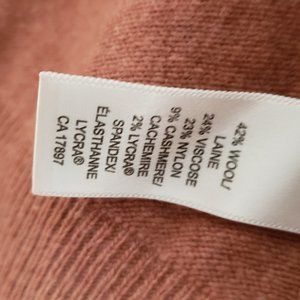 42% WOOL/
LAINE
24% VISCOSE
23% NYLON
9% CASHMERE/
CACHEMIRE
2% LYCRA®
SPANDEX/
ÉLASTHANNE
LYCRA®
CA 17897